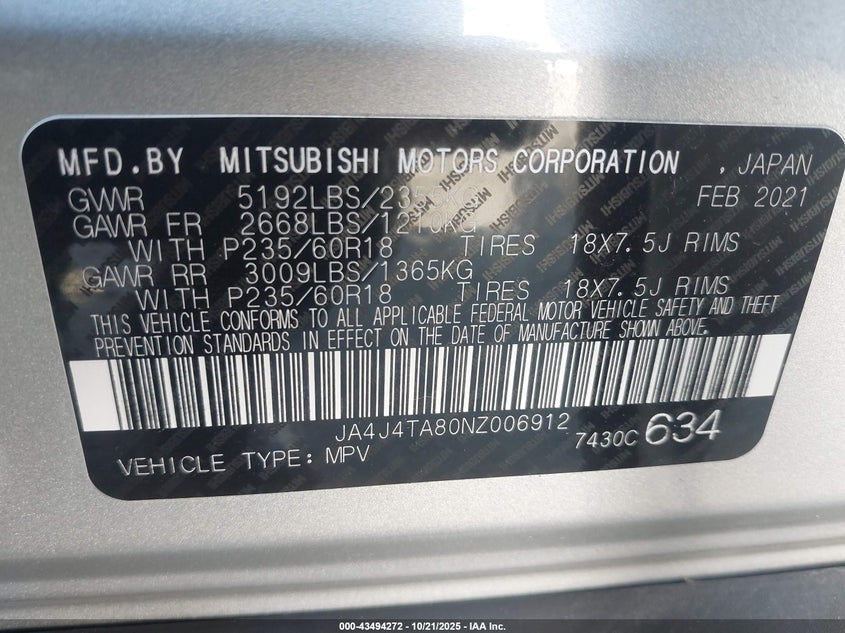 MFD.BY MITSUBISHI MOTORS CORPORATION , JAPAN
GVWR 5192LBS/2355KG FEB 2021
GAWR FR 2668LBS/1210KG
WITH P235/60R18 TIRES 18X7.5J RIMS
GAWR RR 3009LBS/1365KG
WITH P235/60R18 TIRES 18X7.5J RIMS
THIS VEHICLE CONFORMS TO ALL APPLICABLE FEDERAL MOTOR VEHICLE SAFETY AND THEFT
PREVENTION STANDARDS IN EFFECT ON THE DATE OF MANUFACTURE SHOWN ABOVE.
JA4J4TA80NZ006912
7430C 634
VEHICLE TYPE: MPV
000-43494272 | 10/21/2025 | IAA Inc.